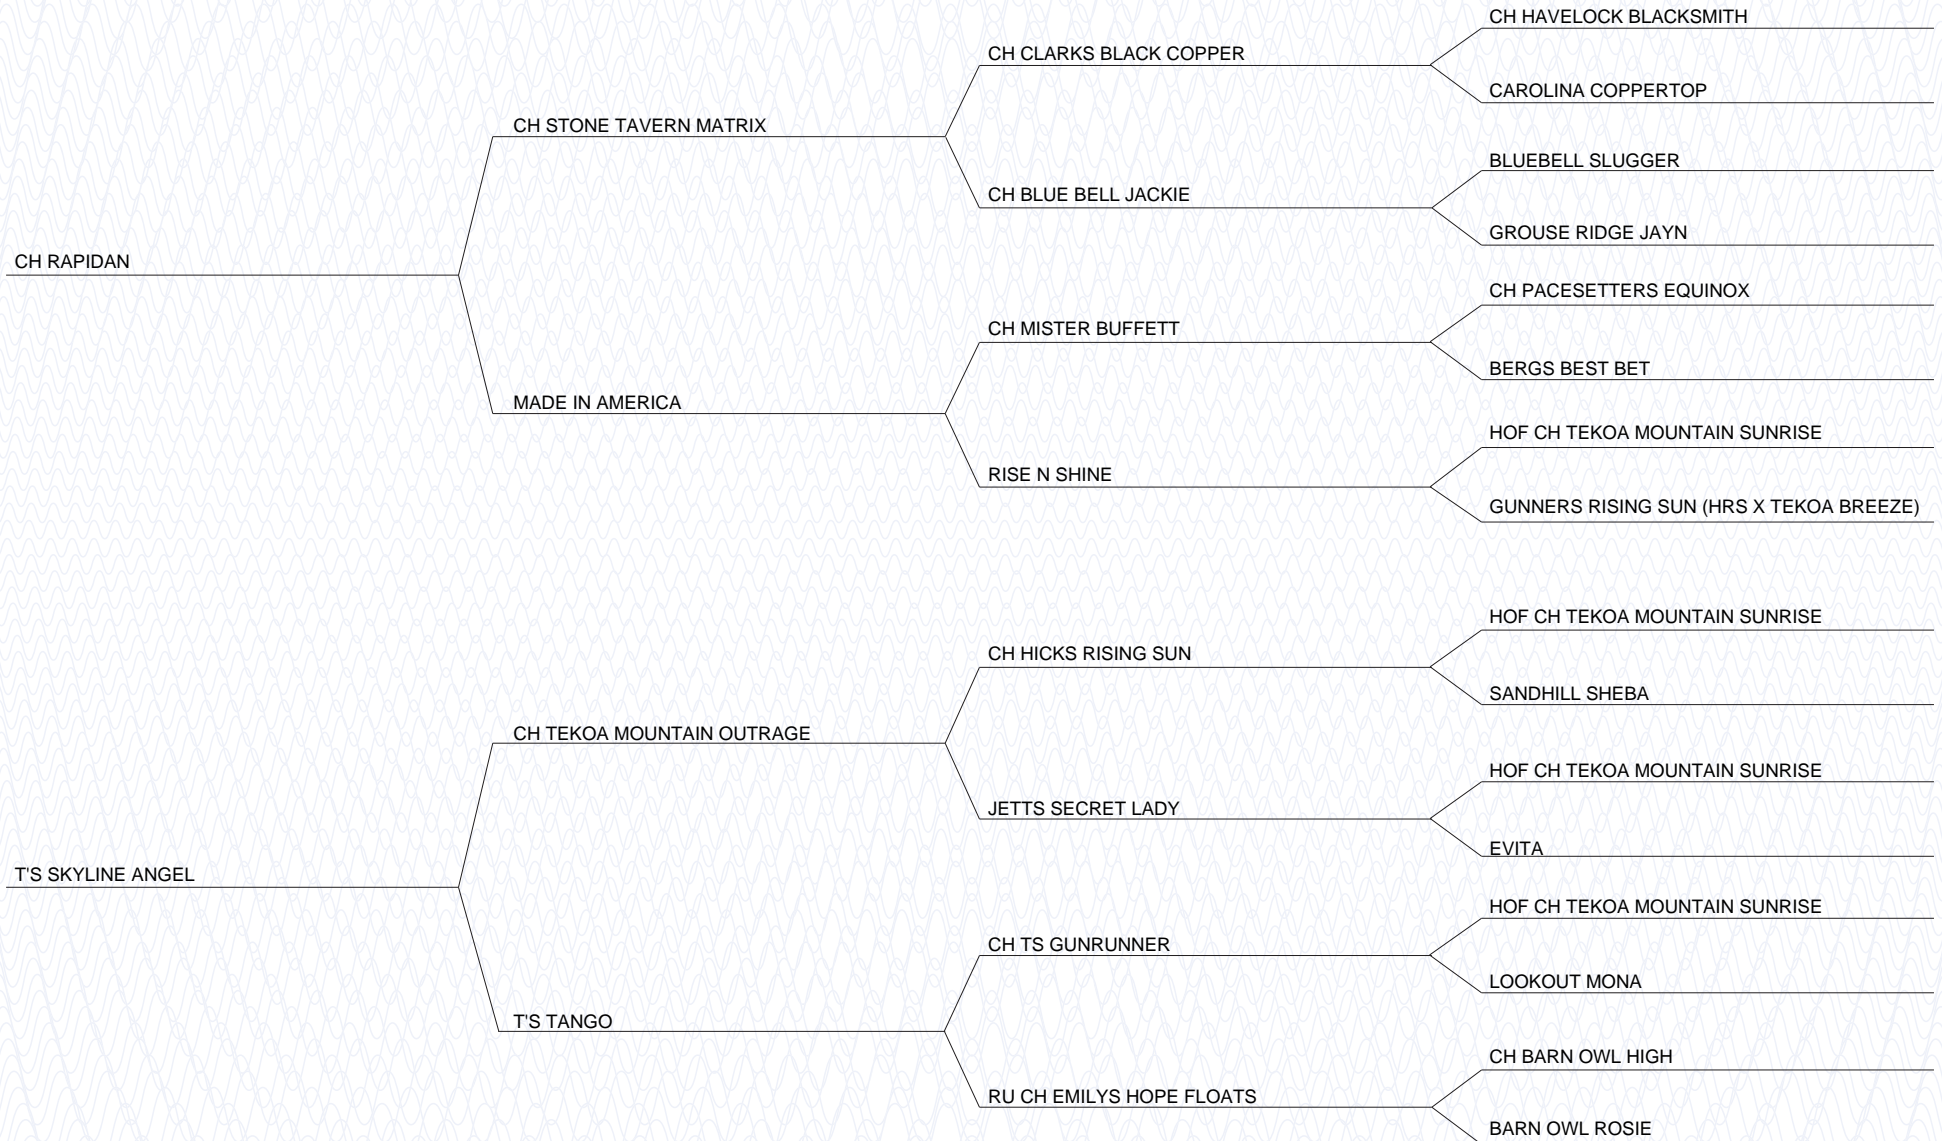 CH HAVELOCK BLACKSMITH
CH CLARKS BLACK COPPER
CAROLINA COPPERTOP
CH STONE TAVERN MATRIX
BLUEBELL SLUGGER
CH BLUE BELL JACKIE
GROUSE RIDGE JAYN
CH RAPIDAN
CH PACESETTERS EQUINOX
CH MISTER BUFFETT
BERGS BEST BET
MADE IN AMERICA
HOF CH TEKOA MOUNTAIN SUNRISE
RISE N SHINE
GUNNERS RISING SUN (HRS X TEKOA BREEZE)
HOF CH TEKOA MOUNTAIN SUNRISE
CH HICKS RISING SUN
SANDHILL SHEBA
CH TEKOA MOUNTAIN OUTRAGE
HOF CH TEKOA MOUNTAIN SUNRISE
JETTS SECRET LADY
EVITA
T'S SKYLINE ANGEL
HOF CH TEKOA MOUNTAIN SUNRISE
CH TS GUNRUNNER
LOOKOUT MONA
T'S TANGO
CH BARN OWL HIGH
RU CH EMILYS HOPE FLOATS
BARN OWL ROSIE